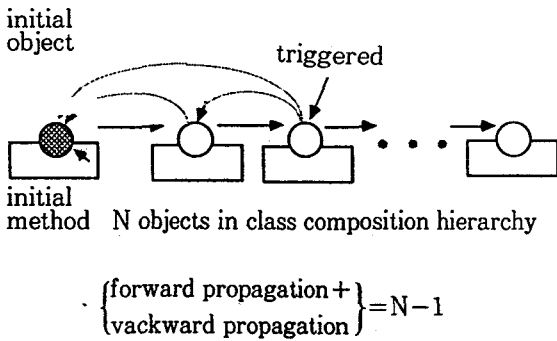 initial
object
triggered
initial
method N objects in class composition hierarchy
{forward propagation+
vackward propagation}=N−1